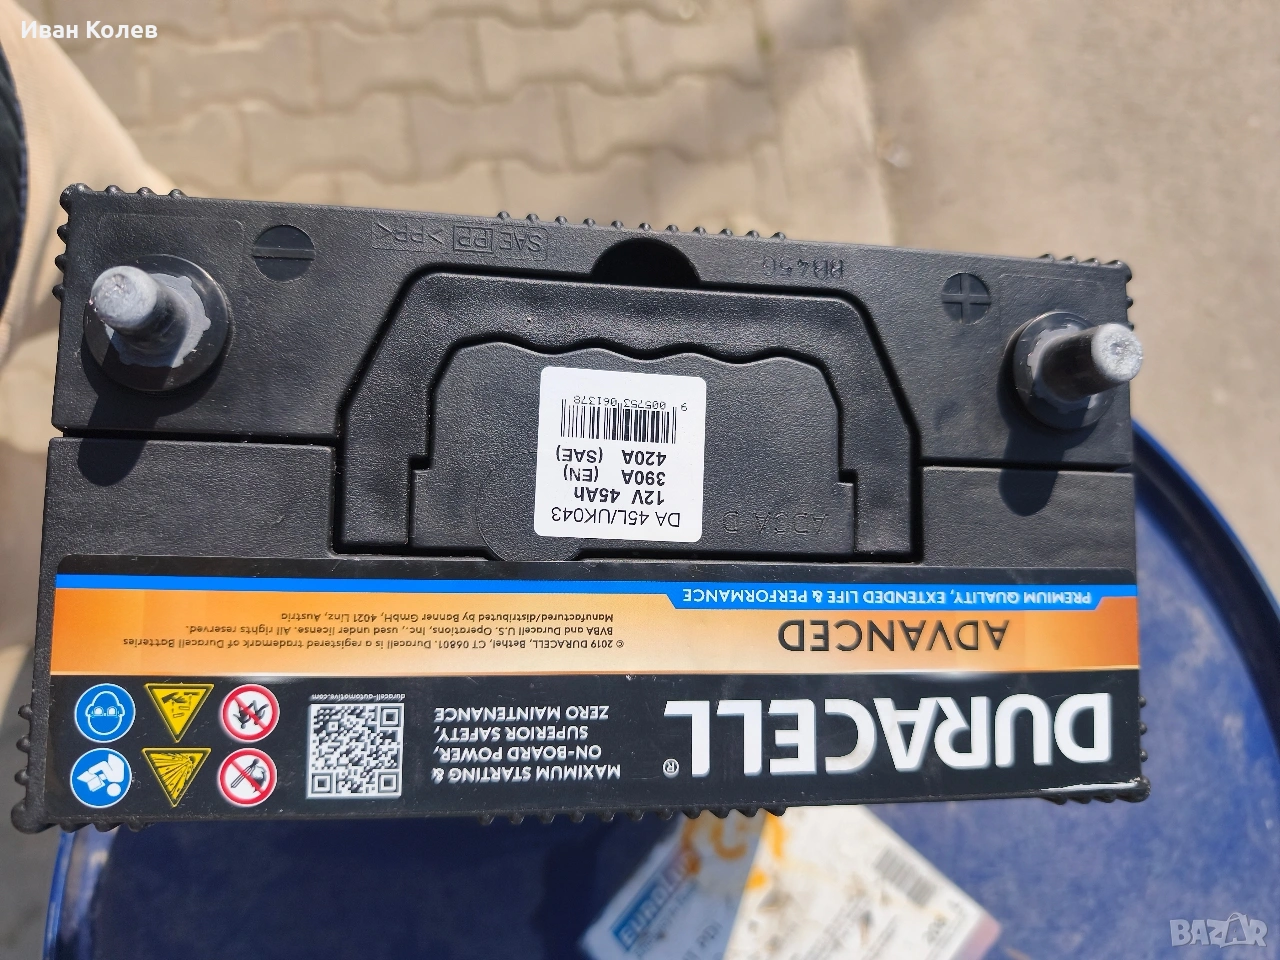 Иван Колев
DURACELL®
MAXIMUM STARTING &
ON-BOARD POWER,
SUPERIOR SAFETY,
ZERO MAINTENANCE
duracell-automotive.com
ADVANCED
© 2019 DURACELL, Bethel, CT 06801. Duracell is a registered trademark of Duracell Batteries
BVBA and Duracell U.S. Operations, Inc., used under license. All rights reserved.
Manufactured/distributed by Banner GmbH, 4021 Linz, Austria
PREMIUM QUALITY, EXTENDED LIFE & PERFORMANCE
DA 45L/UK043
12V 45Ah
390A (EN)
420A (SAE)
9 005753 061378
BB450
SAE PP >PP<
EUROL
BAZAR